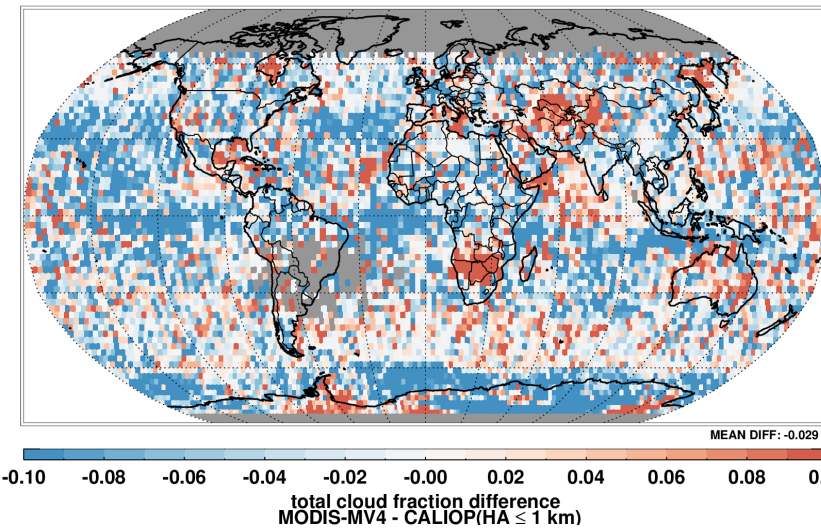 MEAN DIFF: -0.029
-0.10 -0.08 -0.06 -0.04 -0.02 -0.00 0.02 0.04 0.06 0.08 0.
total cloud fraction difference
MODIS-MV4 - CALIOP(HA ≤ 1 km)